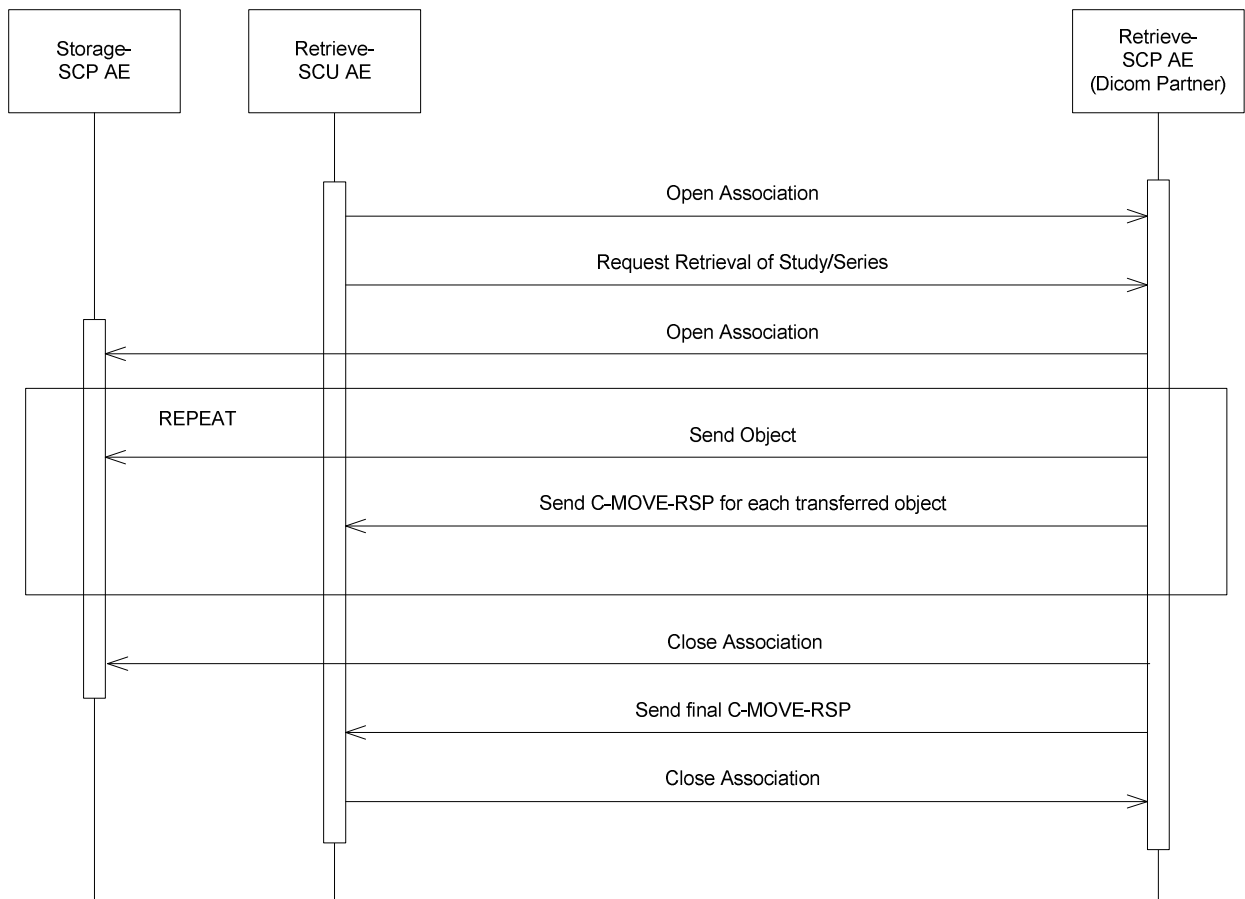 Storage-
SCP AE
Retrieve-
SCU AE
Retrieve-
SCP AE
(Dicom Partner)
Open Association
Request Retrieval of Study/Series
Open Association
REPEAT
Send Object
Send C-MOVE-RSP for each transferred object
Close Association
Send final C-MOVE-RSP
Close Association